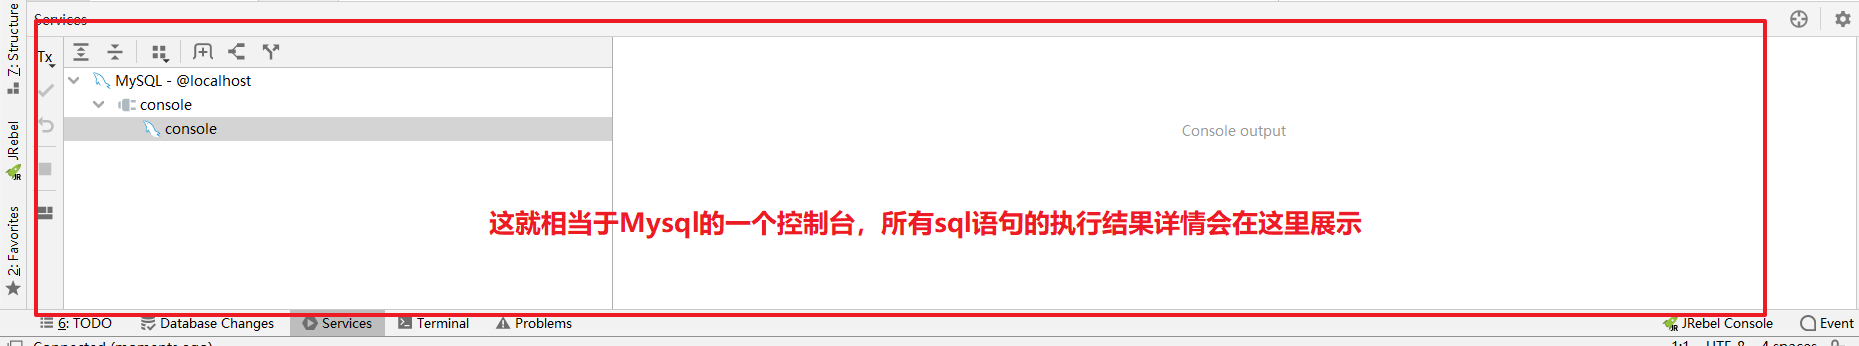 Services
Z: Structure
JRebel
2: Favorites
Tx
MySQL - @localhost
console
console
Console output
这就相当于Mysql的一个控制台，所有sql语句的执行结果详情会在这里展示
6: TODO
Database Changes
Services
Terminal
Problems
JRebel Console
Event
Connected (moments ago)
1:1
UTF-8
4 spaces